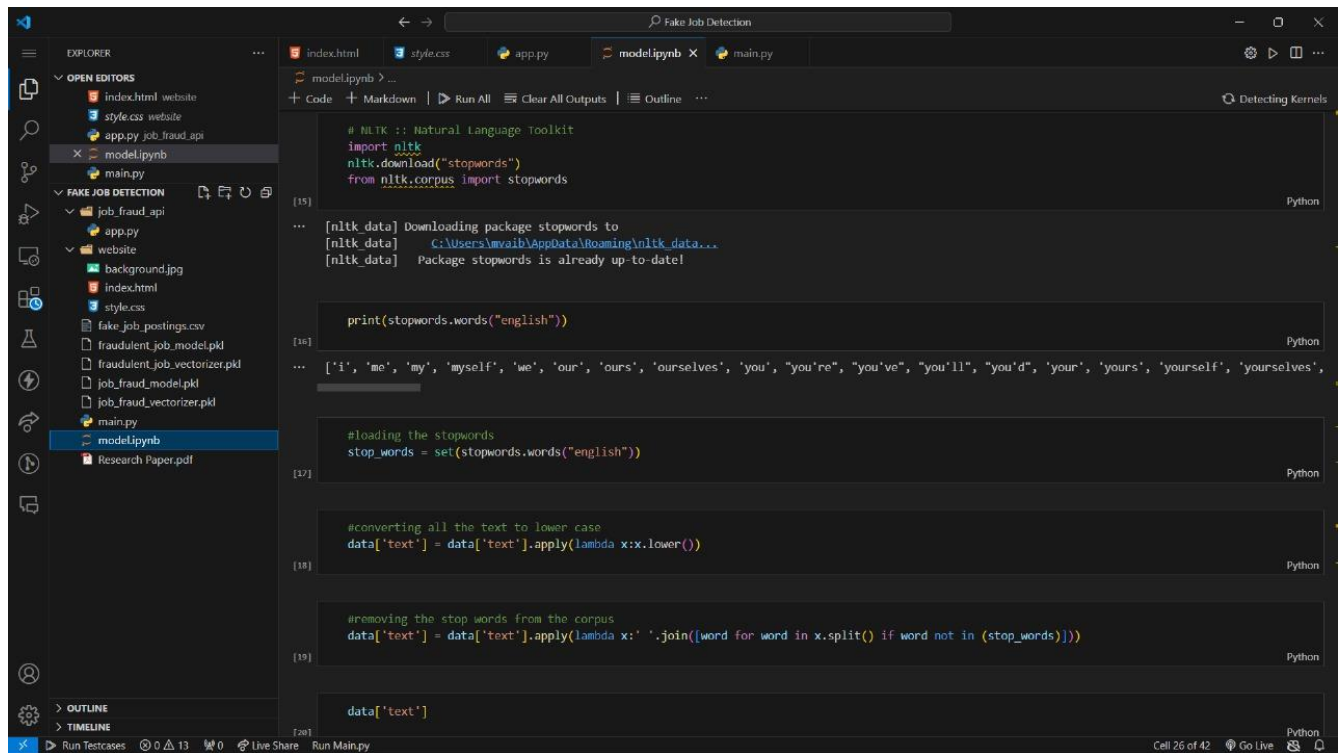 Fake Job Detection
EXPLORER
OPEN EDITORS
index.html website
style.css website
app.py job_fraud_api
model.ipynb
main.py
FAKE JOB DETECTION
job_fraud_api
app.py
website
background.jpg
index.html
style.css
fake_job_postings.csv
fraudulent_job_model.pkl
fraudulent_job_vectorizer.pkl
job_fraud_model.pkl
job_fraud_vectorizer.pkl
main.py
model.ipynb
Research Paper.pdf
OUTLINE
TIMELINE
index.html style.css app.py model.ipynb main.py
model.ipynb > ...
+ Code + Markdown | Run All Clear All Outputs | Outline ...
Detecting Kernels
# NLTK :: Natural Language Toolkit
import nltk
nltk.download("stopwords")
from nltk.corpus import stopwords
[15] Python
... [nltk_data] Downloading package stopwords to
[nltk_data] C:\Users\mvaib\AppData\Roaming\nltk_data...
[nltk_data] Package stopwords is already up-to-date!
print(stopwords.words("english"))
[16] Python
... ['i', 'me', 'my', 'myself', 'we', 'our', 'ours', 'ourselves', 'you', "you're", "you've", "you'll", "you'd", 'your', 'yours', 'yourself', 'yourselves',
#loading the stopwords
stop_words = set(stopwords.words("english"))
[17] Python
#converting all the text to lower case
data['text'] = data['text'].apply(lambda x:x.lower())
[18] Python
#removing the stop words from the corpus
data['text'] = data['text'].apply(lambda x:' '.join([word for word in x.split() if word not in (stop_words)]))
[19] Python
data['text']
[20] Python
Run Testcases 0 13 0 Live Share Run Main.py Cell 26 of 42 Go Live